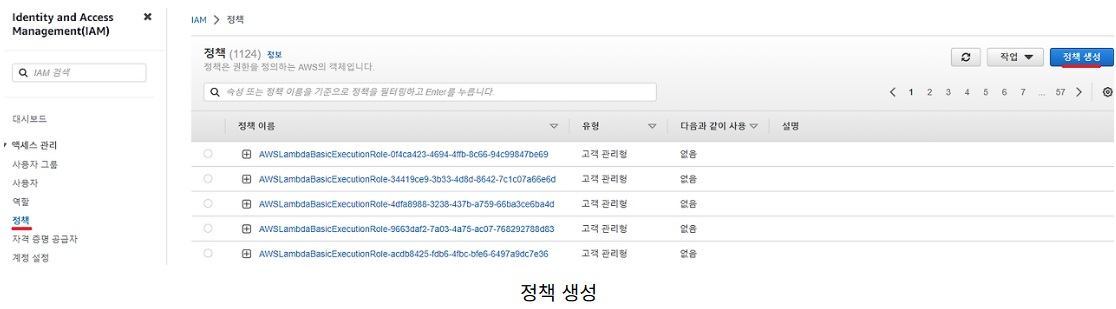 Identity and Access
Management(IAM)
IAM 검색
대시보드
액세스 관리
사용자 그룹
사용자
역할
정책
자격 증명 공급자
계정 설정
IAM > 정책
정책 (1124) 정보
정책은 권한을 정의하는 AWS의 객체입니다.
작업
정책 생성
속성 또는 정책 이름을 기준으로 정책을 필터링하고 Enter를 누릅니다.
< 1 2 3 4 5 6 7 ... 57 >
정책 이름 유형 다음과 같이 사용 설명
AWSLambdaBasicExecutionRole-0f4ca423-4694-4ffb-8c66-94c99847be69 고객 관리형 없음
AWSLambdaBasicExecutionRole-34419ce9-3b33-4d8d-8642-7c1c07a66e6d 고객 관리형 없음
AWSLambdaBasicExecutionRole-4dfa8988-3238-437b-a759-66ba3ce6ba4d 고객 관리형 없음
AWSLambdaBasicExecutionRole-9663daf2-7a03-4a75-ac07-768292788d83 고객 관리형 없음
AWSLambdaBasicExecutionRole-acdb8425-fdb6-4fbc-bfe6-6497a9dc7e36 고객 관리형 없음
정책 생성